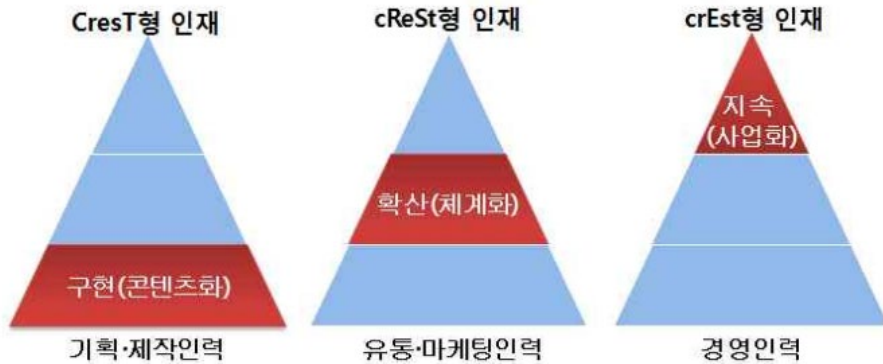 CresT형 인재
cReSt형 인재
crEst형 인재
지속
(사업화)
확산(체계화)
구현(콘텐츠화)
기획·제작인력
유통·마케팅인력
경영인력